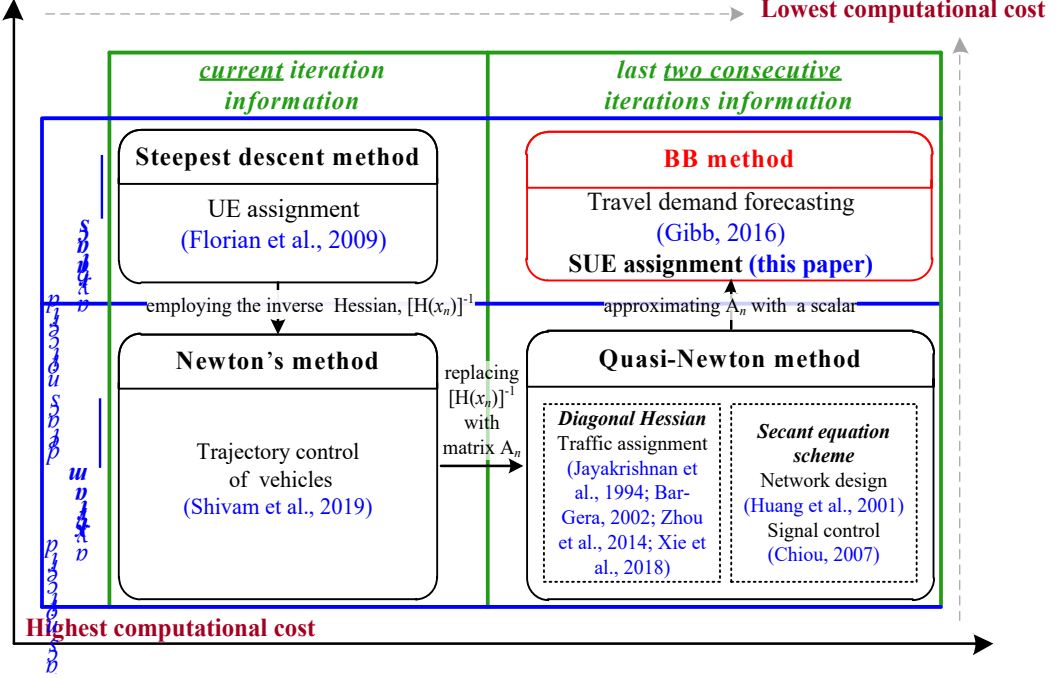 Lowest computational cost
current iteration
information
last two consecutive
iterations information
Steepest descent method
UE assignment
(Florian et al., 2009)
BB method
Travel demand forecasting
(Gibb, 2016)
SUE assignment (this paper)
employing the inverse Hessian, [H(xn)]-1
approximating An with a scalar
Newton's method
Trajectory control
of vehicles
(Shivam et al., 2019)
replacing
[H(xn)]-1
with
matrix An
Quasi-Newton method
Diagonal Hessian
Traffic assignment
(Jayakrishnan et
al., 1994; Bar-
Gera, 2002; Zhou
et al., 2014; Xie et
al., 2018)
Secant equation
scheme
Network design
(Huang et al., 2001)
Signal control
(Chiou, 2007)
Highest computational cost